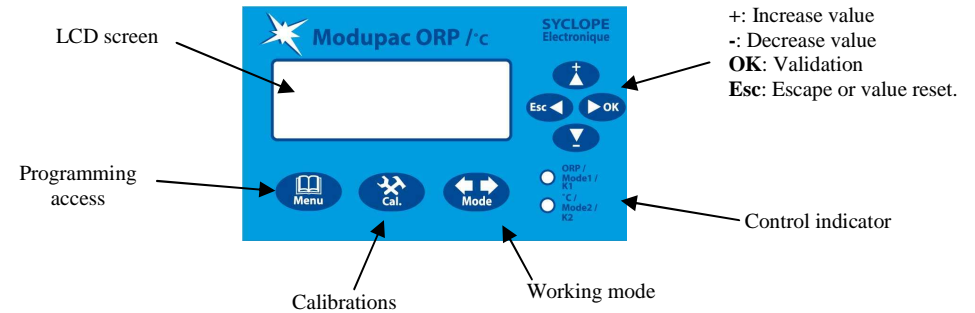 LCD screen
Programming
access
Modupac ORP /°c
SYCLOPE
Electronique
+
Esc
OK
-
Menu
Cal.
Mode
ORP /
Mode1 /
K1
°C /
Mode2 /
K2
+: Increase value
-: Decrease value
OK: Validation
Esc: Escape or value reset.
Control indicator
Calibrations
Working mode